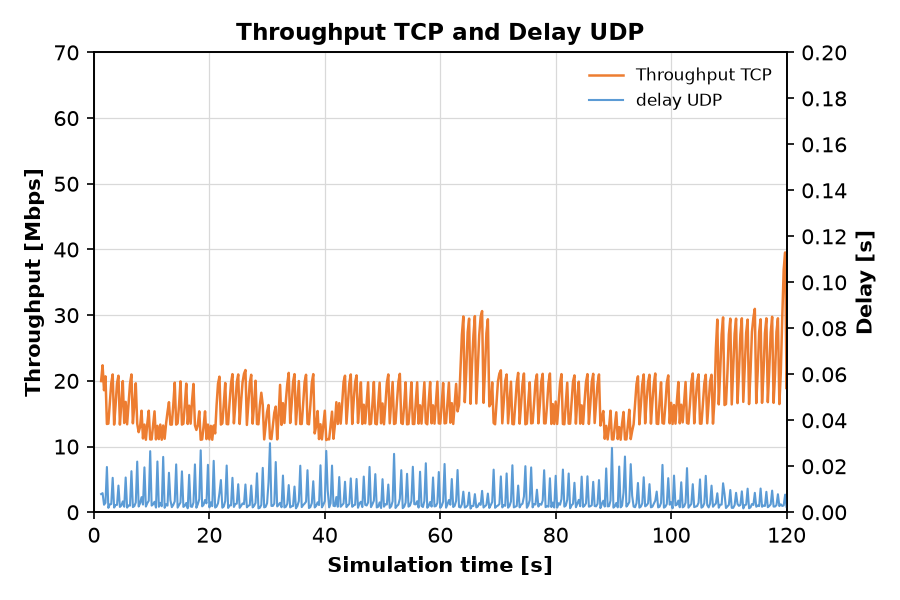 Throughput TCP and Delay UDP
Throughput TCP
delay UDP
Throughput [Mbps]
70
60
50
40
30
20
10
0
0.20
0.18
0.16
0.14
0.12
0.10
0.08
0.06
0.04
0.02
0.00
Delay [s]
0 20 40 60 80 100 120
Simulation time [s]